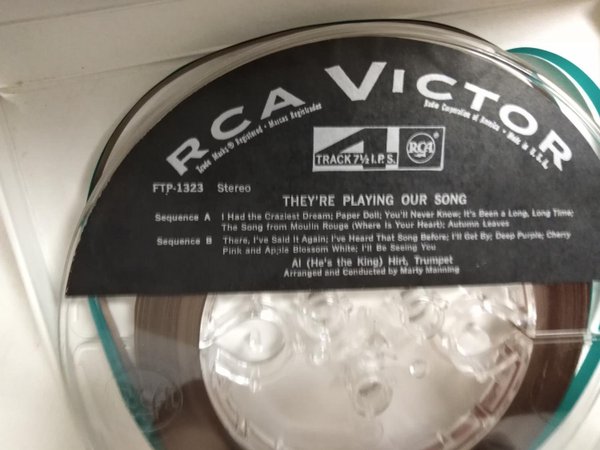 RCA VICTOR
Trade Marks ® Registered • Marcas Registradas
Radio Corporation of America • Made in U.S.A.
4
TRACK 7½ I.P.S.
RCA
FTP-1323 Stereo
THEY'RE PLAYING OUR SONG
Sequence A I Had the Craziest Dream; Paper Doll; You'll Never Know; It's Been a Long, Long Time;
The Song from Moulin Rouge (Where Is Your Heart); Autumn Leaves
Sequence B There, I've Said It Again; I've Heard That Song Before; I'll Get By; Deep Purple; Cherry
Pink and Apple Blossom White; I'll Be Seeing You
Al (He's the King) Hirt, Trumpet
Arranged and Conducted by Marty Manning